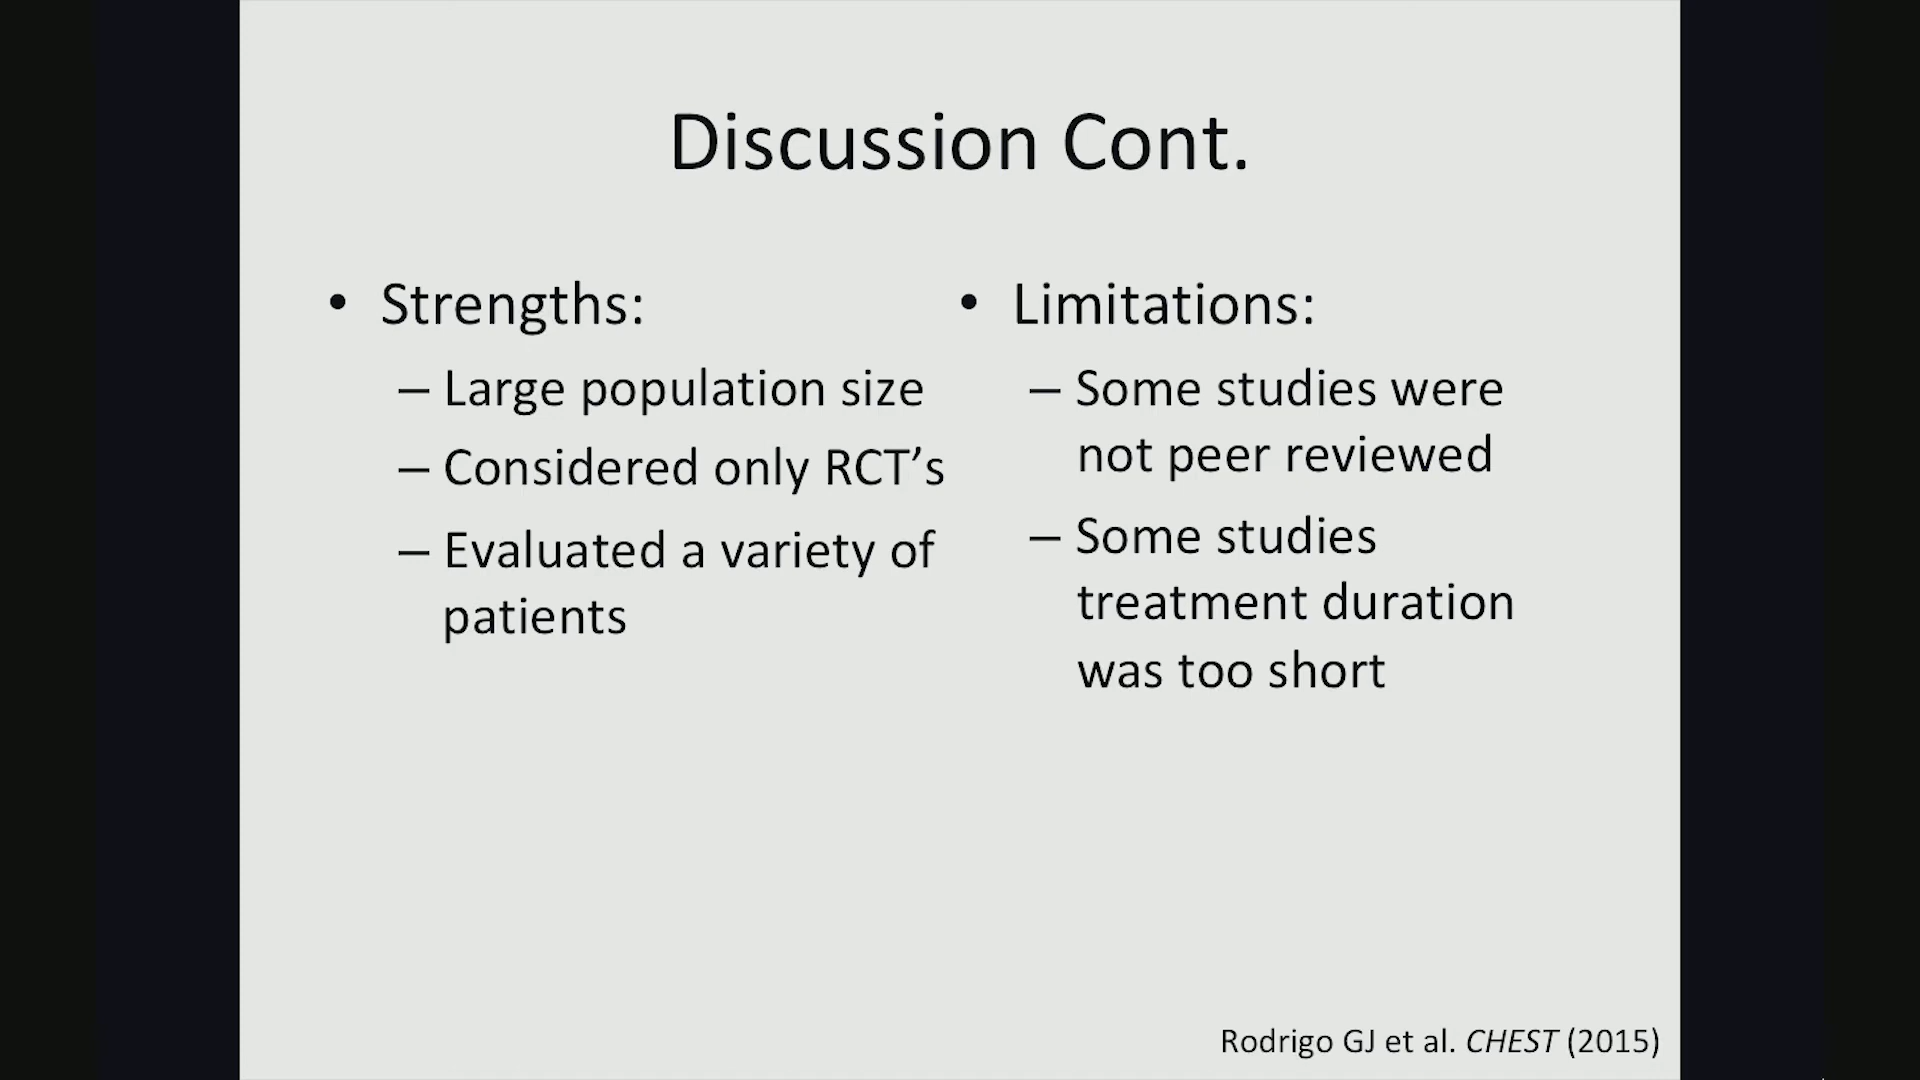 Discussion Cont.
• Strengths:
– Large population size
– Considered only RCT’s
– Evaluated a variety of
patients
• Limitations:
– Some studies were
not peer reviewed
– Some studies
treatment duration
was too short
Rodrigo GJ et al. CHEST (2015)